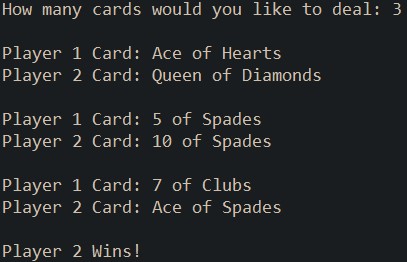 How many cards would you like to deal: 3
Player 1 Card: Ace of Hearts
Player 2 Card: Queen of Diamonds
Player 1 Card: 5 of Spades
Player 2 Card: 10 of Spades
Player 1 Card: 7 of Clubs
Player 2 Card: Ace of Spades
Player 2 Wins!